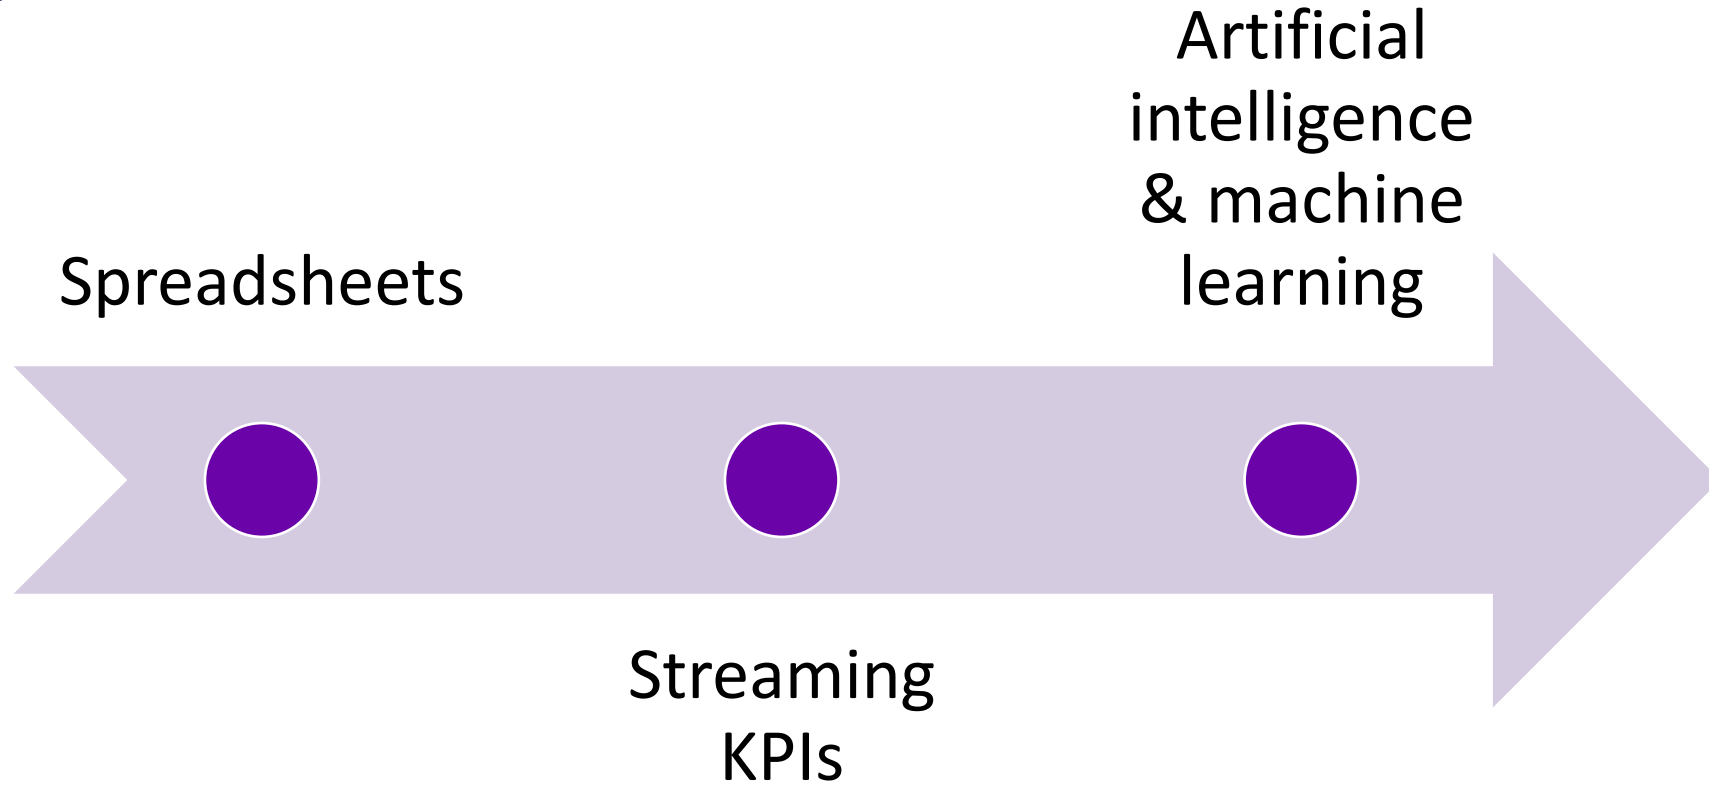 Spreadsheets
Streaming
KPIs
Artificial
intelligence
& machine
learning